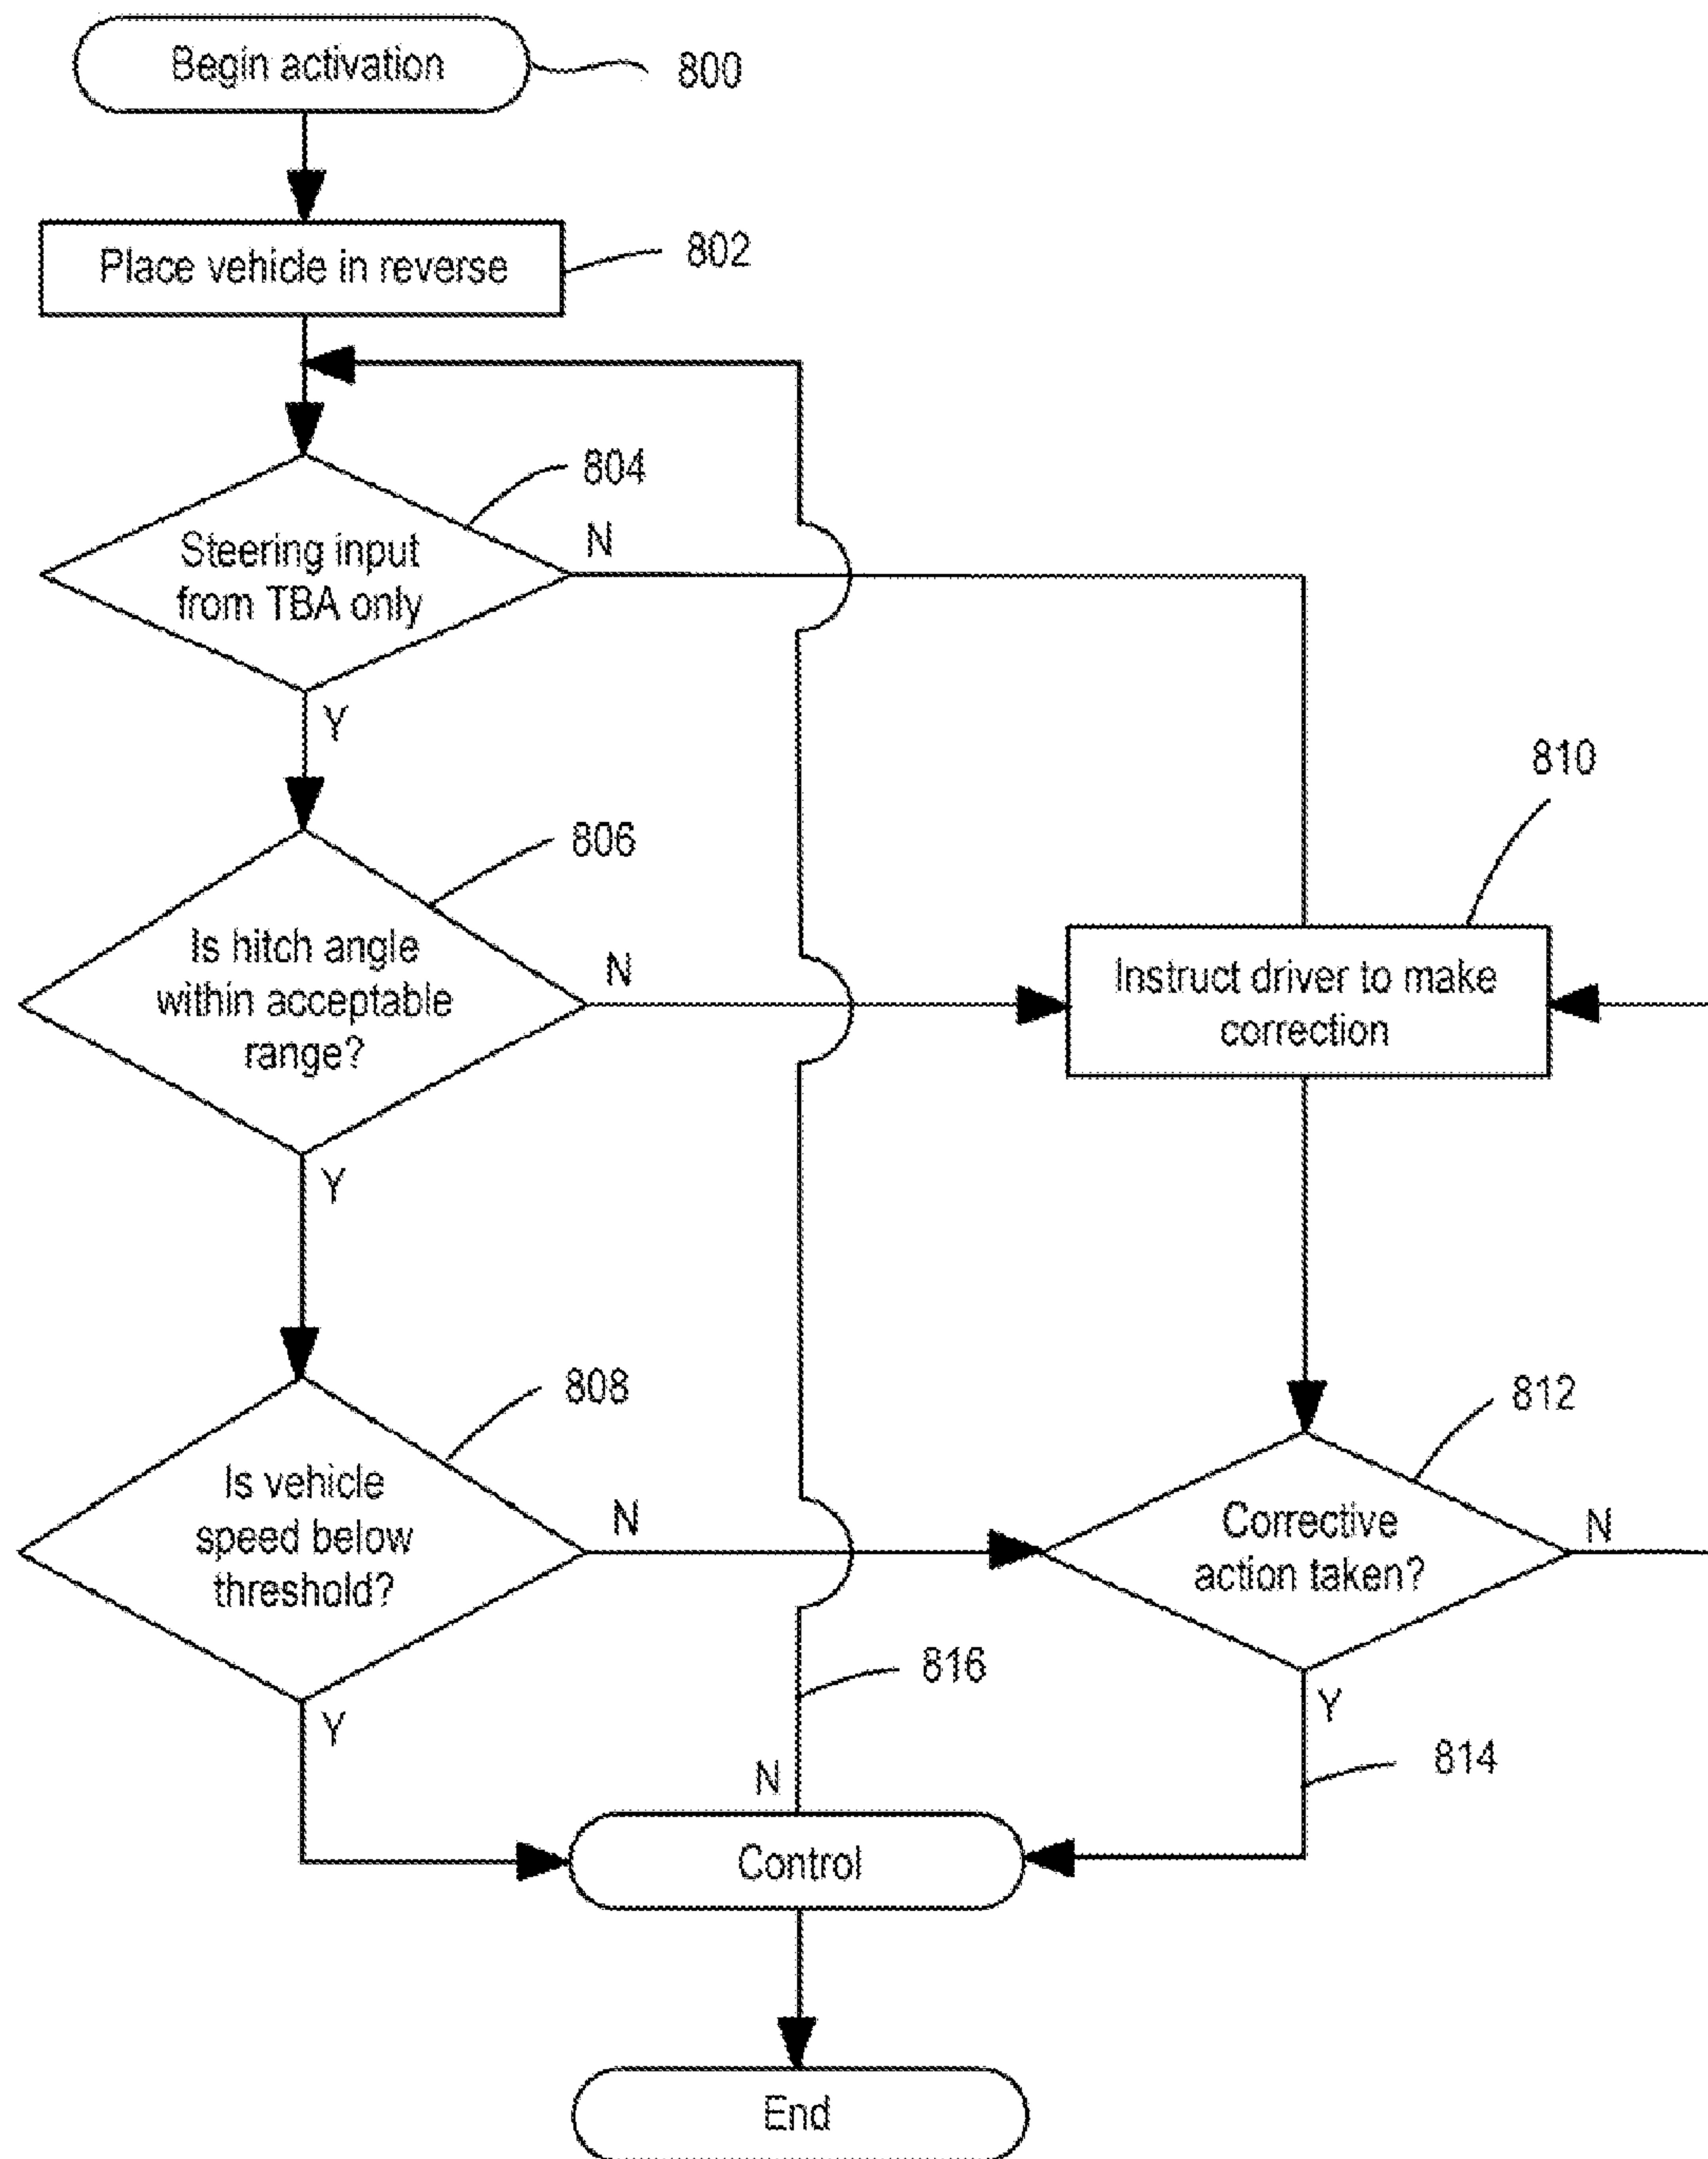 Begin activation
800
Place vehicle in reverse
802
804
Steering input
from TBA only
N
Y
810
806
Is hitch angle
within acceptable
range?
N
Instruct driver to make
correction
Y
808
812
Is vehicle
speed below
threshold?
N
Corrective
action taken?
N
816
Y
Y
814
N
Control
End